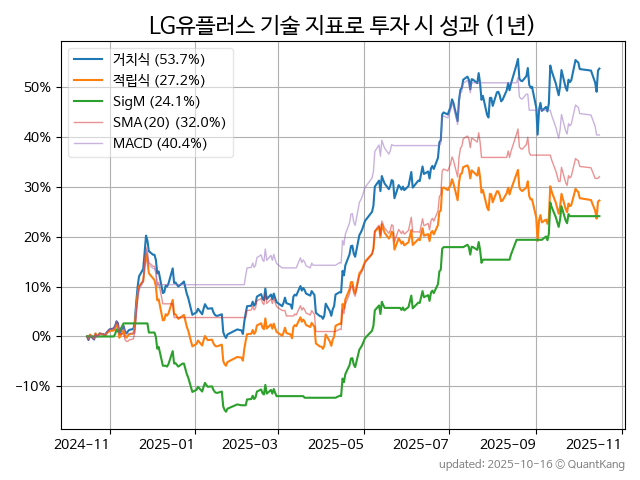 LG유플러스 기술 지표로 투자 시 성과 (1년)
거치식 (53.7%)
적립식 (27.2%)
SigM (24.1%)
SMA(20) (32.0%)
MACD (40.4%)
50%
40%
30%
20%
10%
0%
−10%
2024-11
2025-01
2025-03
2025-05
2025-07
2025-09
2025-11
updated: 2025-10-16 © QuantKang